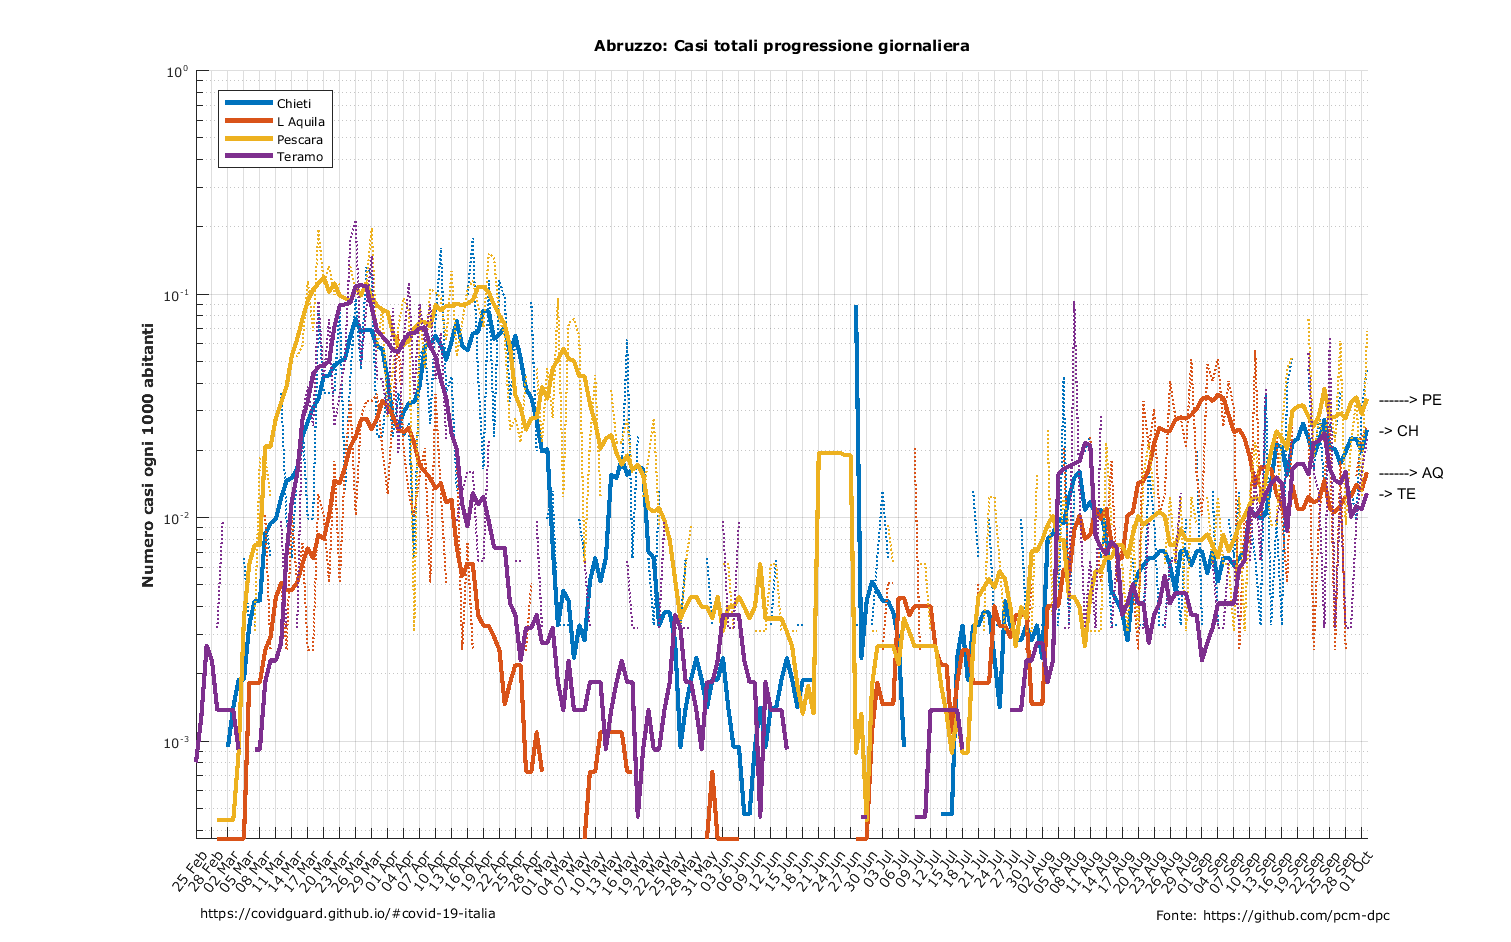 Abruzzo: Casi totali progressione giornaliera
Numero casi ogni 1000 abitanti
10^0
10^-1
10^-2
10^-3
Chieti
L Aquila
Pescara
Teramo
------> PE
-> CH
------> AQ
-> TE
25 Feb
28 Feb
02 Mar
05 Mar
08 Mar
11 Mar
14 Mar
17 Mar
20 Mar
23 Mar
26 Mar
29 Mar
01 Apr
04 Apr
07 Apr
10 Apr
13 Apr
16 Apr
19 Apr
22 Apr
25 Apr
28 Apr
01 May
04 May
07 May
10 May
13 May
16 May
19 May
22 May
25 May
28 May
31 May
03 Jun
06 Jun
09 Jun
12 Jun
15 Jun
18 Jun
21 Jun
24 Jun
27 Jun
30 Jun
03 Jul
06 Jul
09 Jul
12 Jul
15 Jul
18 Jul
21 Jul
24 Jul
27 Jul
30 Jul
02 Aug
05 Aug
08 Aug
11 Aug
14 Aug
17 Aug
20 Aug
23 Aug
26 Aug
29 Aug
01 Sep
04 Sep
07 Sep
10 Sep
13 Sep
16 Sep
19 Sep
22 Sep
25 Sep
28 Sep
01 Oct
https://covidguard.github.io/#covid-19-italia
Fonte: https://github.com/pcm-dpc